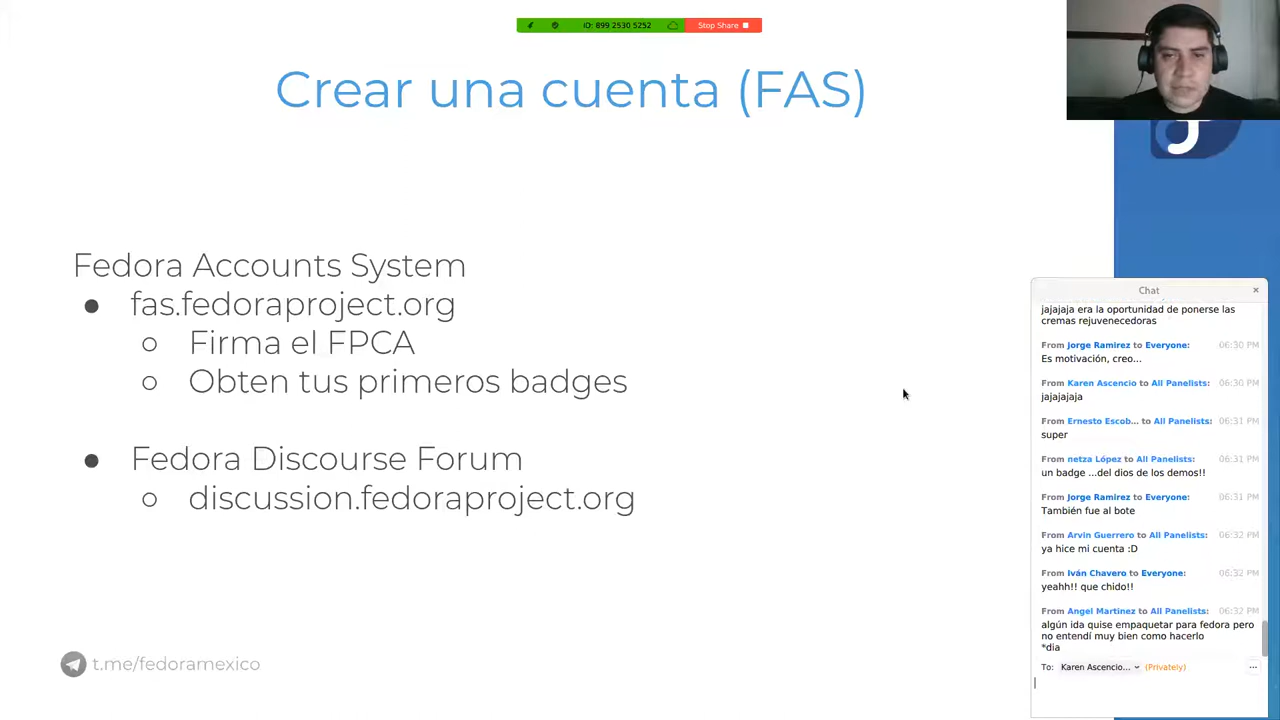 ID: 899 2530 5252
Stop Share
Crear una cuenta (FAS)
Fedora Accounts System
● fas.fedoraproject.org
○ Firma el FPCA
○ Obten tus primeros badges
● Fedora Discourse Forum
○ discussion.fedoraproject.org
t.me/fedoramexico
Chat
jajajaja era la oportunidad de ponerse las
cremas rejuvenecedoras
From Jorge Ramirez to Everyone: 06:30 PM
Es motivación, creo...
From Karen Ascencio to All Panelists: 06:30 PM
jajajajaja
From Ernesto Escob... to All Panelists: 06:31 PM
super
From netza López to All Panelists: 06:31 PM
un badge ...del dios de los demos!!
From Jorge Ramirez to Everyone: 06:31 PM
También fue al bote
From Arvin Guerrero to All Panelists: 06:32 PM
ya hice mi cuenta :D
From Iván Chavero to Everyone: 06:32 PM
yeahh!! que chido!!
From Angel Martinez to All Panelists: 06:32 PM
algún ida quise empaquetar para fedora pero
no entendí muy bien como hacerlo
*dia
To: Karen Ascencio... (Privately) ...